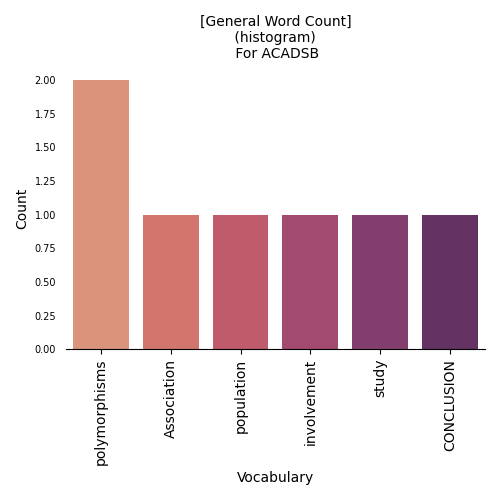 [General Word Count]
(histogram)
For ACADSB
Count
2.00
1.75
1.50
1.25
1.00
0.75
0.50
0.25
0.00
polymorphisms
Association
population
involvement
study
CONCLUSION
Vocabulary